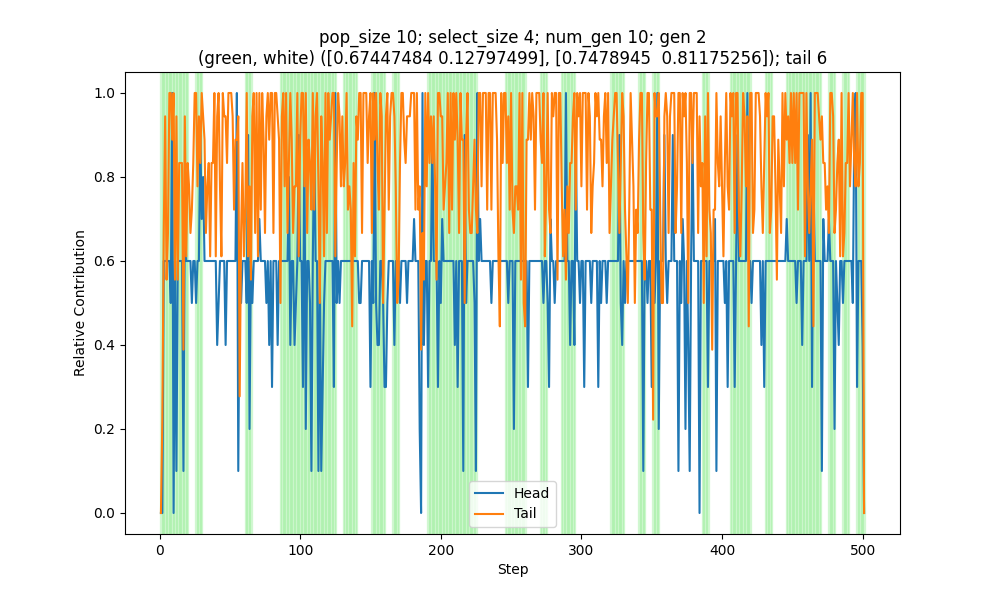 pop_size 10; select_size 4; num_gen 10; gen 2
(green, white) ([0.67447484 0.12797499], [0.7478945  0.81175256]); tail 6
1.0
0.8
0.6
0.4
0.2
0.0
Relative Contribution
Head
Tail
0
100
200
300
400
500
Step